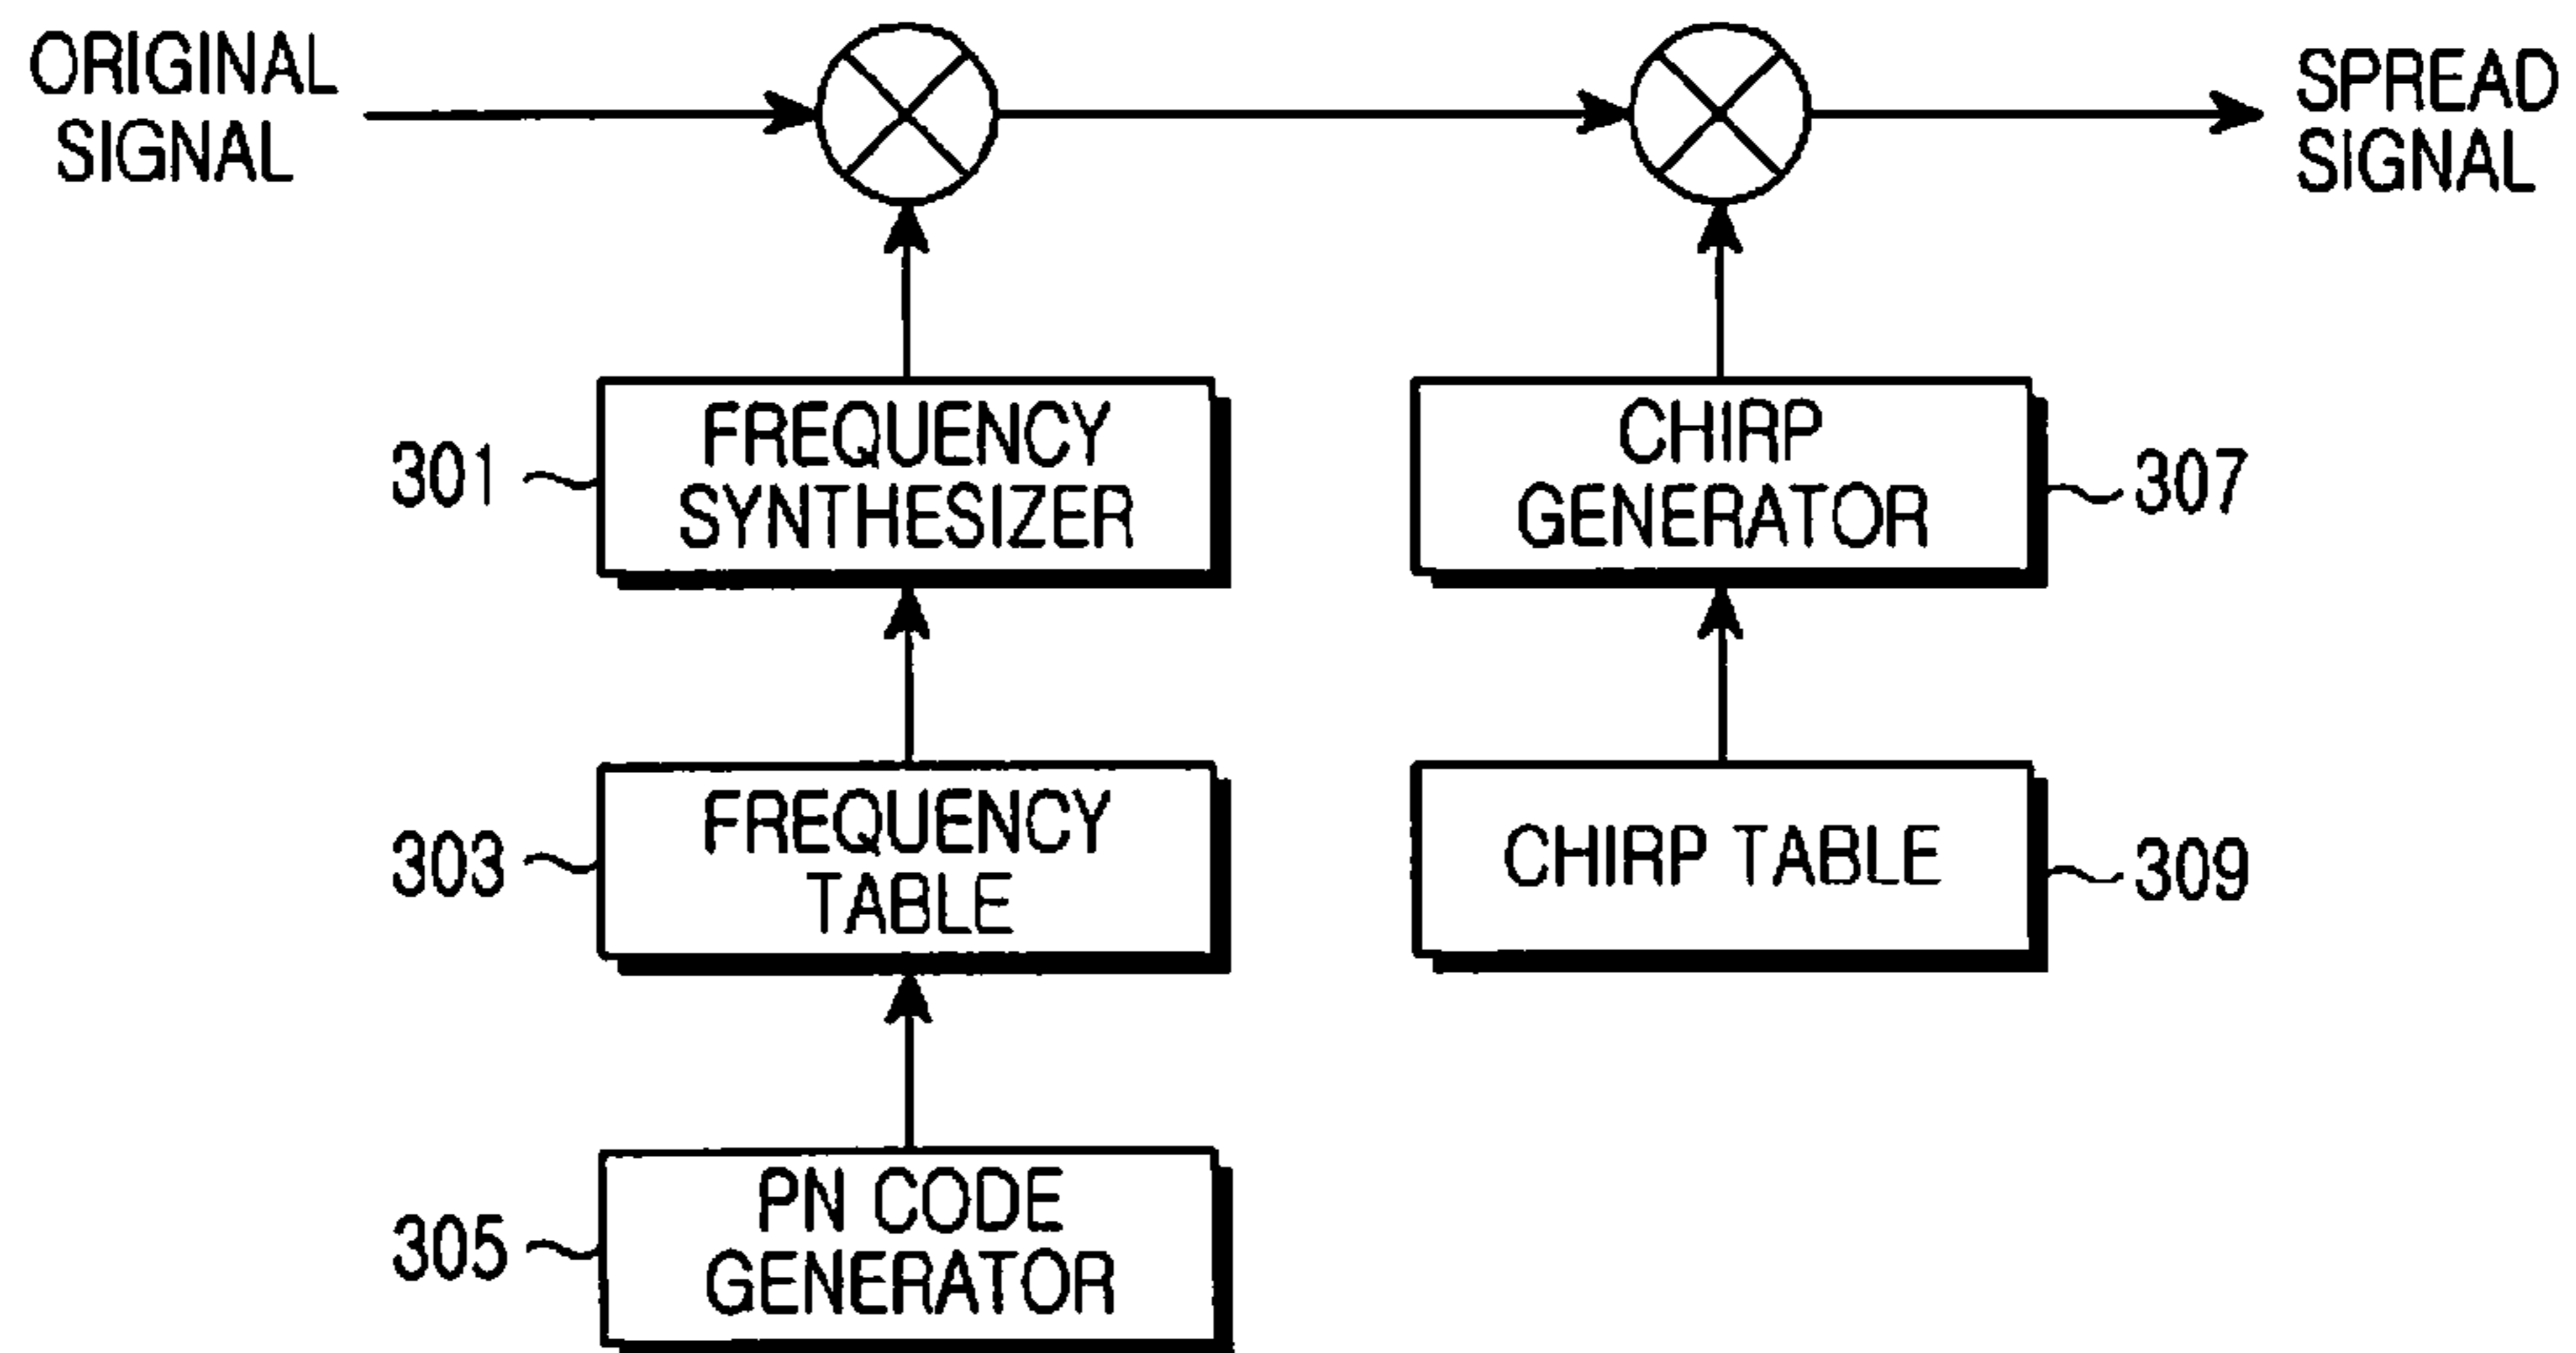 ORIGINAL
SIGNAL
SPREAD
SIGNAL
301
FREQUENCY
SYNTHESIZER
CHIRP
GENERATOR
307
303
FREQUENCY
TABLE
CHIRP TABLE
309
305
PN CODE
GENERATOR